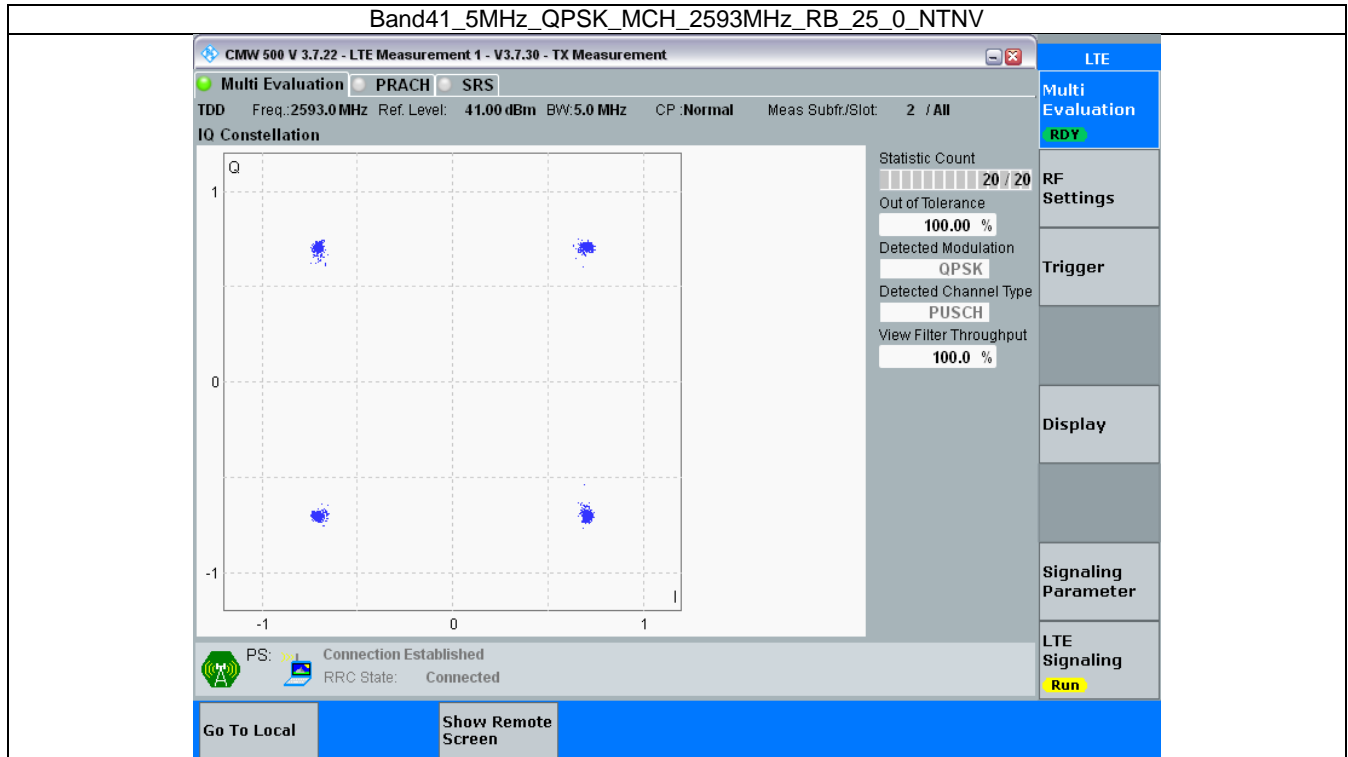 Band41_5MHz_QPSK_MCH_2593MHz_RB_25_0_NTNV
CMW 500 V 3.7.22 - LTE Measurement 1 - V3.7.30 - TX Measurement
LTE
Multi Evaluation PRACH SRS
TDD Freq.:2593.0 MHz Ref. Level: 41.00 dBm BW:5.0 MHz CP :Normal Meas Subfr./Slot: 2 / All
IQ Constellation
Q
1
0
-1
I
-1 0 1
Statistic Count
20 / 20
Out of Tolerance
100.00 %
Detected Modulation
QPSK
Detected Channel Type
PUSCH
View Filter Throughput
100.0 %
Multi
Evaluation
RDY
RF
Settings
Trigger
Display
Signaling
Parameter
LTE
Signaling
Run
PS: Connection Established
RRC State: Connected
Go To Local
Show Remote
Screen